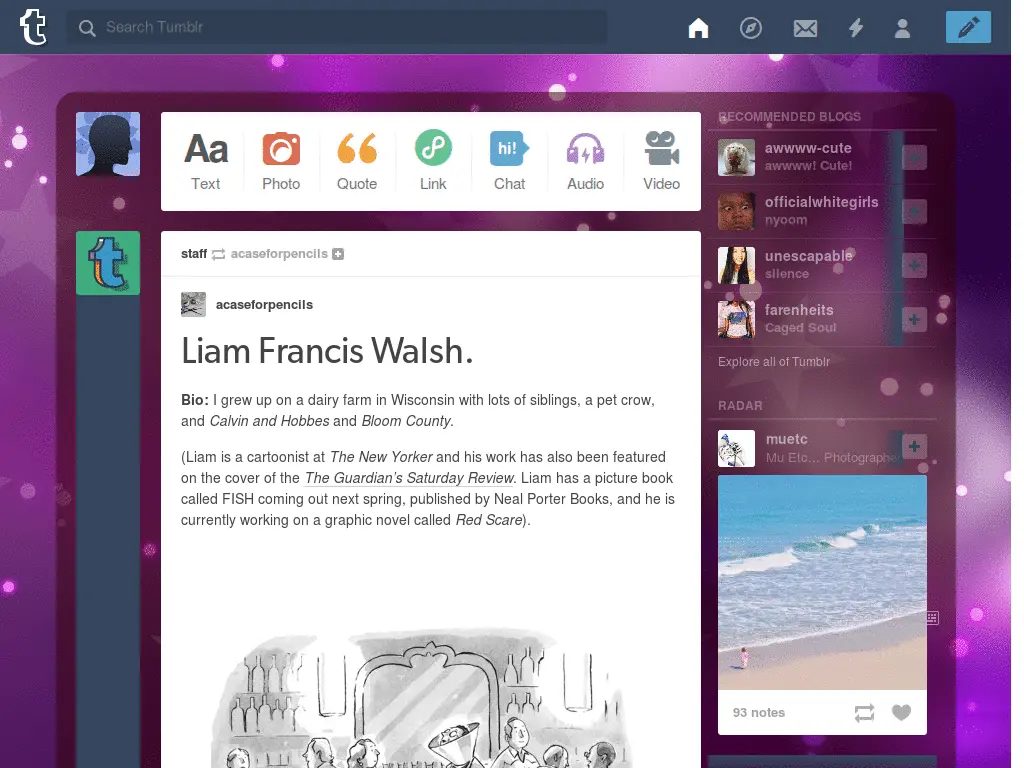 t
Search Tumblr
Aa
hi!
Text
Photo
Quote
Link
Chat
Audio
Video
t
staff acaseforpencils
acaseforpencils
Liam Francis Walsh.
Bio: I grew up on a dairy farm in Wisconsin with lots of siblings, a pet crow,
and Calvin and Hobbes and Bloom County.
(Liam is a cartoonist at The New Yorker and his work has also been featured
on the cover of the The Guardian’s Saturday Review. Liam has a picture book
called FISH coming out next spring, published by Neal Porter Books, and he is
currently working on a graphic novel called Red Scare).
RECOMMENDED BLOGS
awwww-cute
awwww! Cute!
officialwhitegirls
nyoom
unescapable
silence
farenheits
Caged Soul
Explore all of Tumblr
RADAR
muetc
Mu Etc... Photographe
93 notes